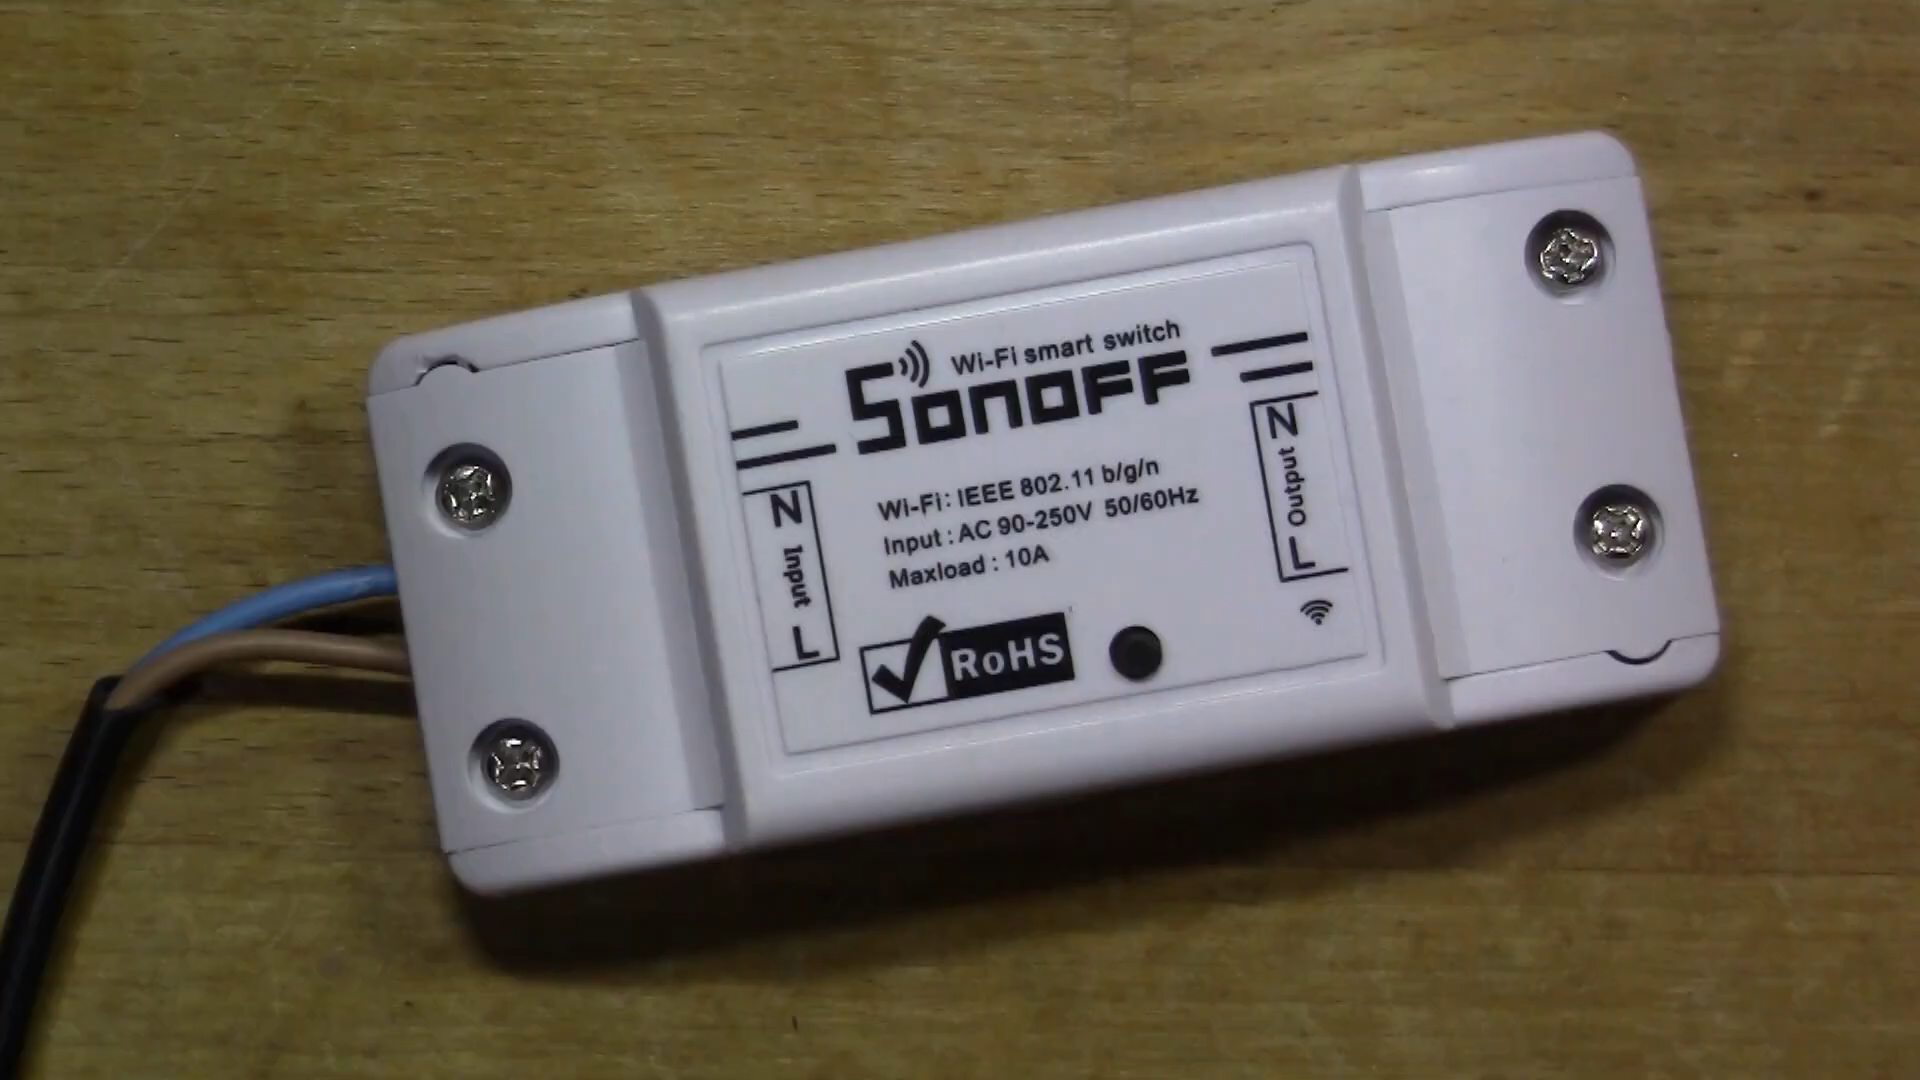 Wi-Fi smart switch
SONOFF
N Input L
Wi-Fi: IEEE 802.11 b/g/n
Input : AC 90-250V 50/60Hz
Maxload : 10A
RoHS
N Output L